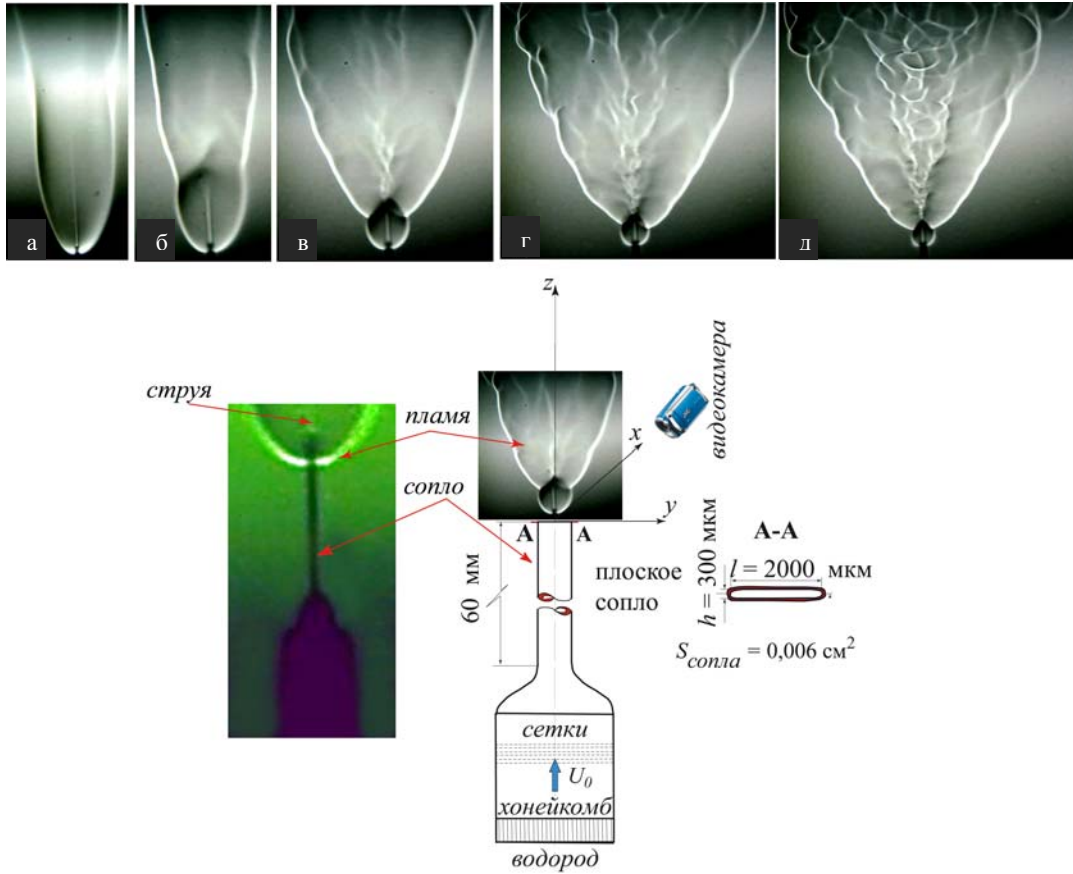 а
б
в
г
д
z
струя
пламя
сопло
x
видеокамера
y
A A
60 мм
плоское
сопло
A-A
l = 2000 мкм
h = 300 мкм
Sсопла = 0,006 см²
сетки
U₀
хонейкомб
водород